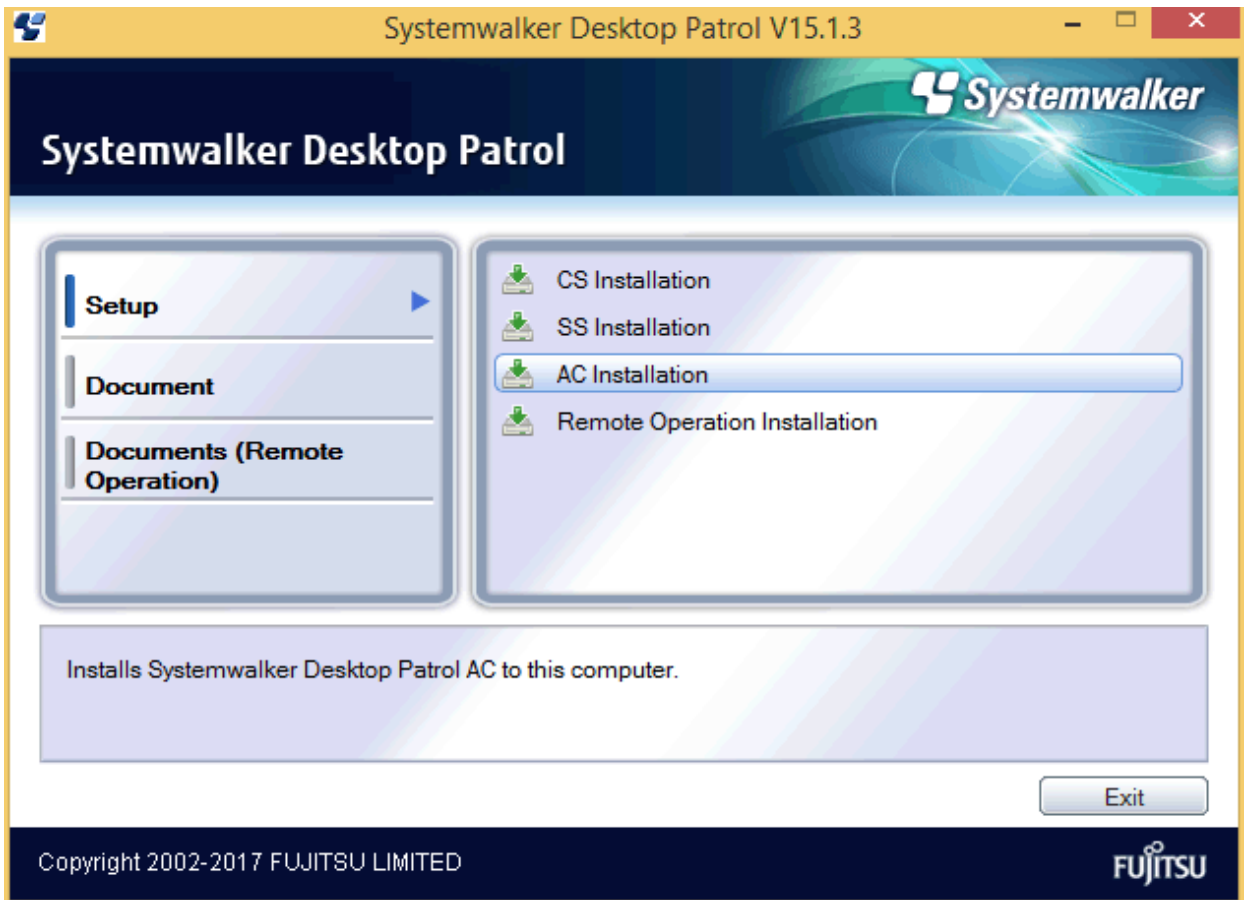 Systemwalker Desktop Patrol V15.1.3
Systemwalker
Systemwalker Desktop Patrol
Setup
Document
Documents (Remote
Operation)
CS Installation
SS Installation
AC Installation
Remote Operation Installation
Installs Systemwalker Desktop Patrol AC to this computer.
Exit
Copyright 2002-2017 FUJITSU LIMITED
FUJITSU